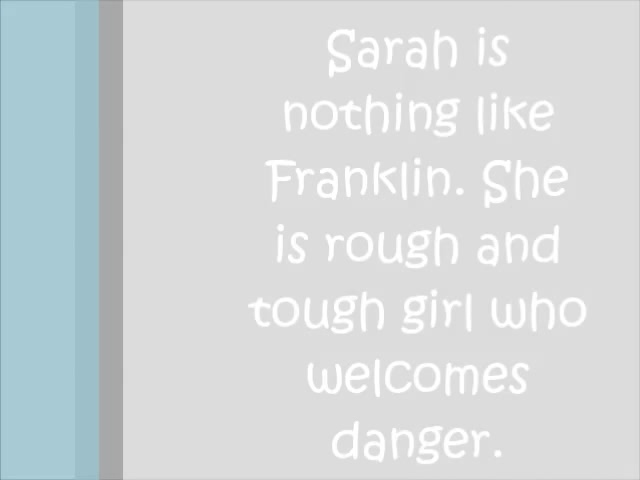 Sarah is
nothing like
Franklin. She
is rough and
tough girl who
welcomes
danger.